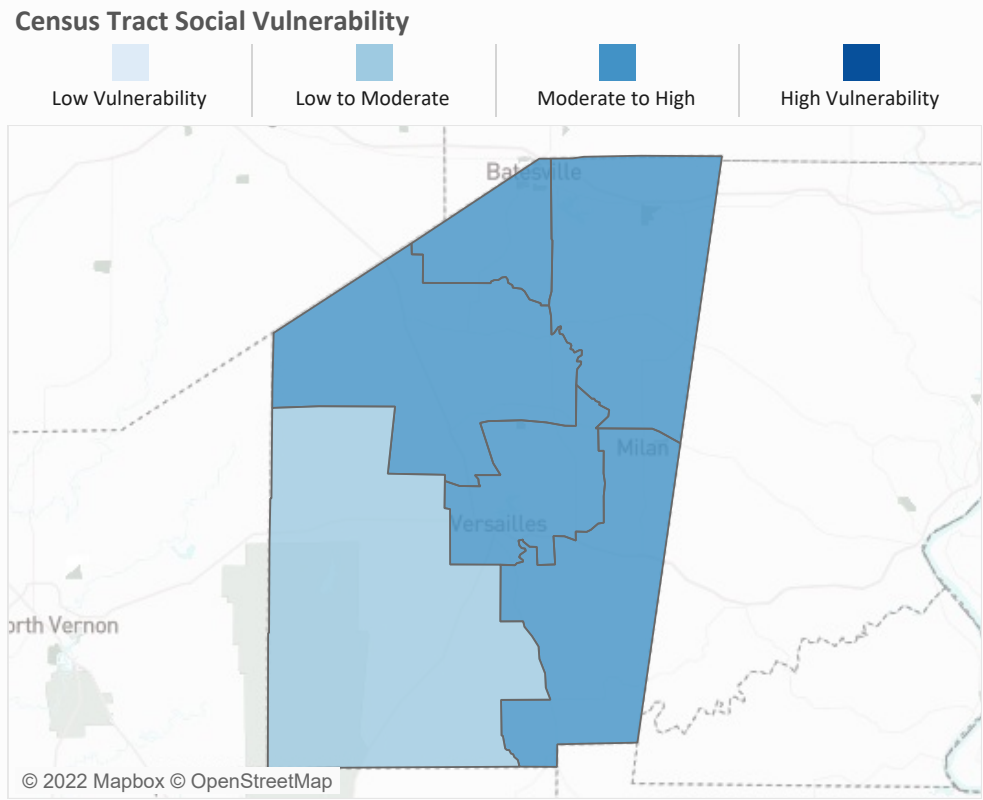 Census Tract Social Vulnerability
Low Vulnerability
Low to Moderate
Moderate to High
High Vulnerability
Batesville
Milan
Versailles
orth Vernon
© 2022 Mapbox © OpenStreetMap